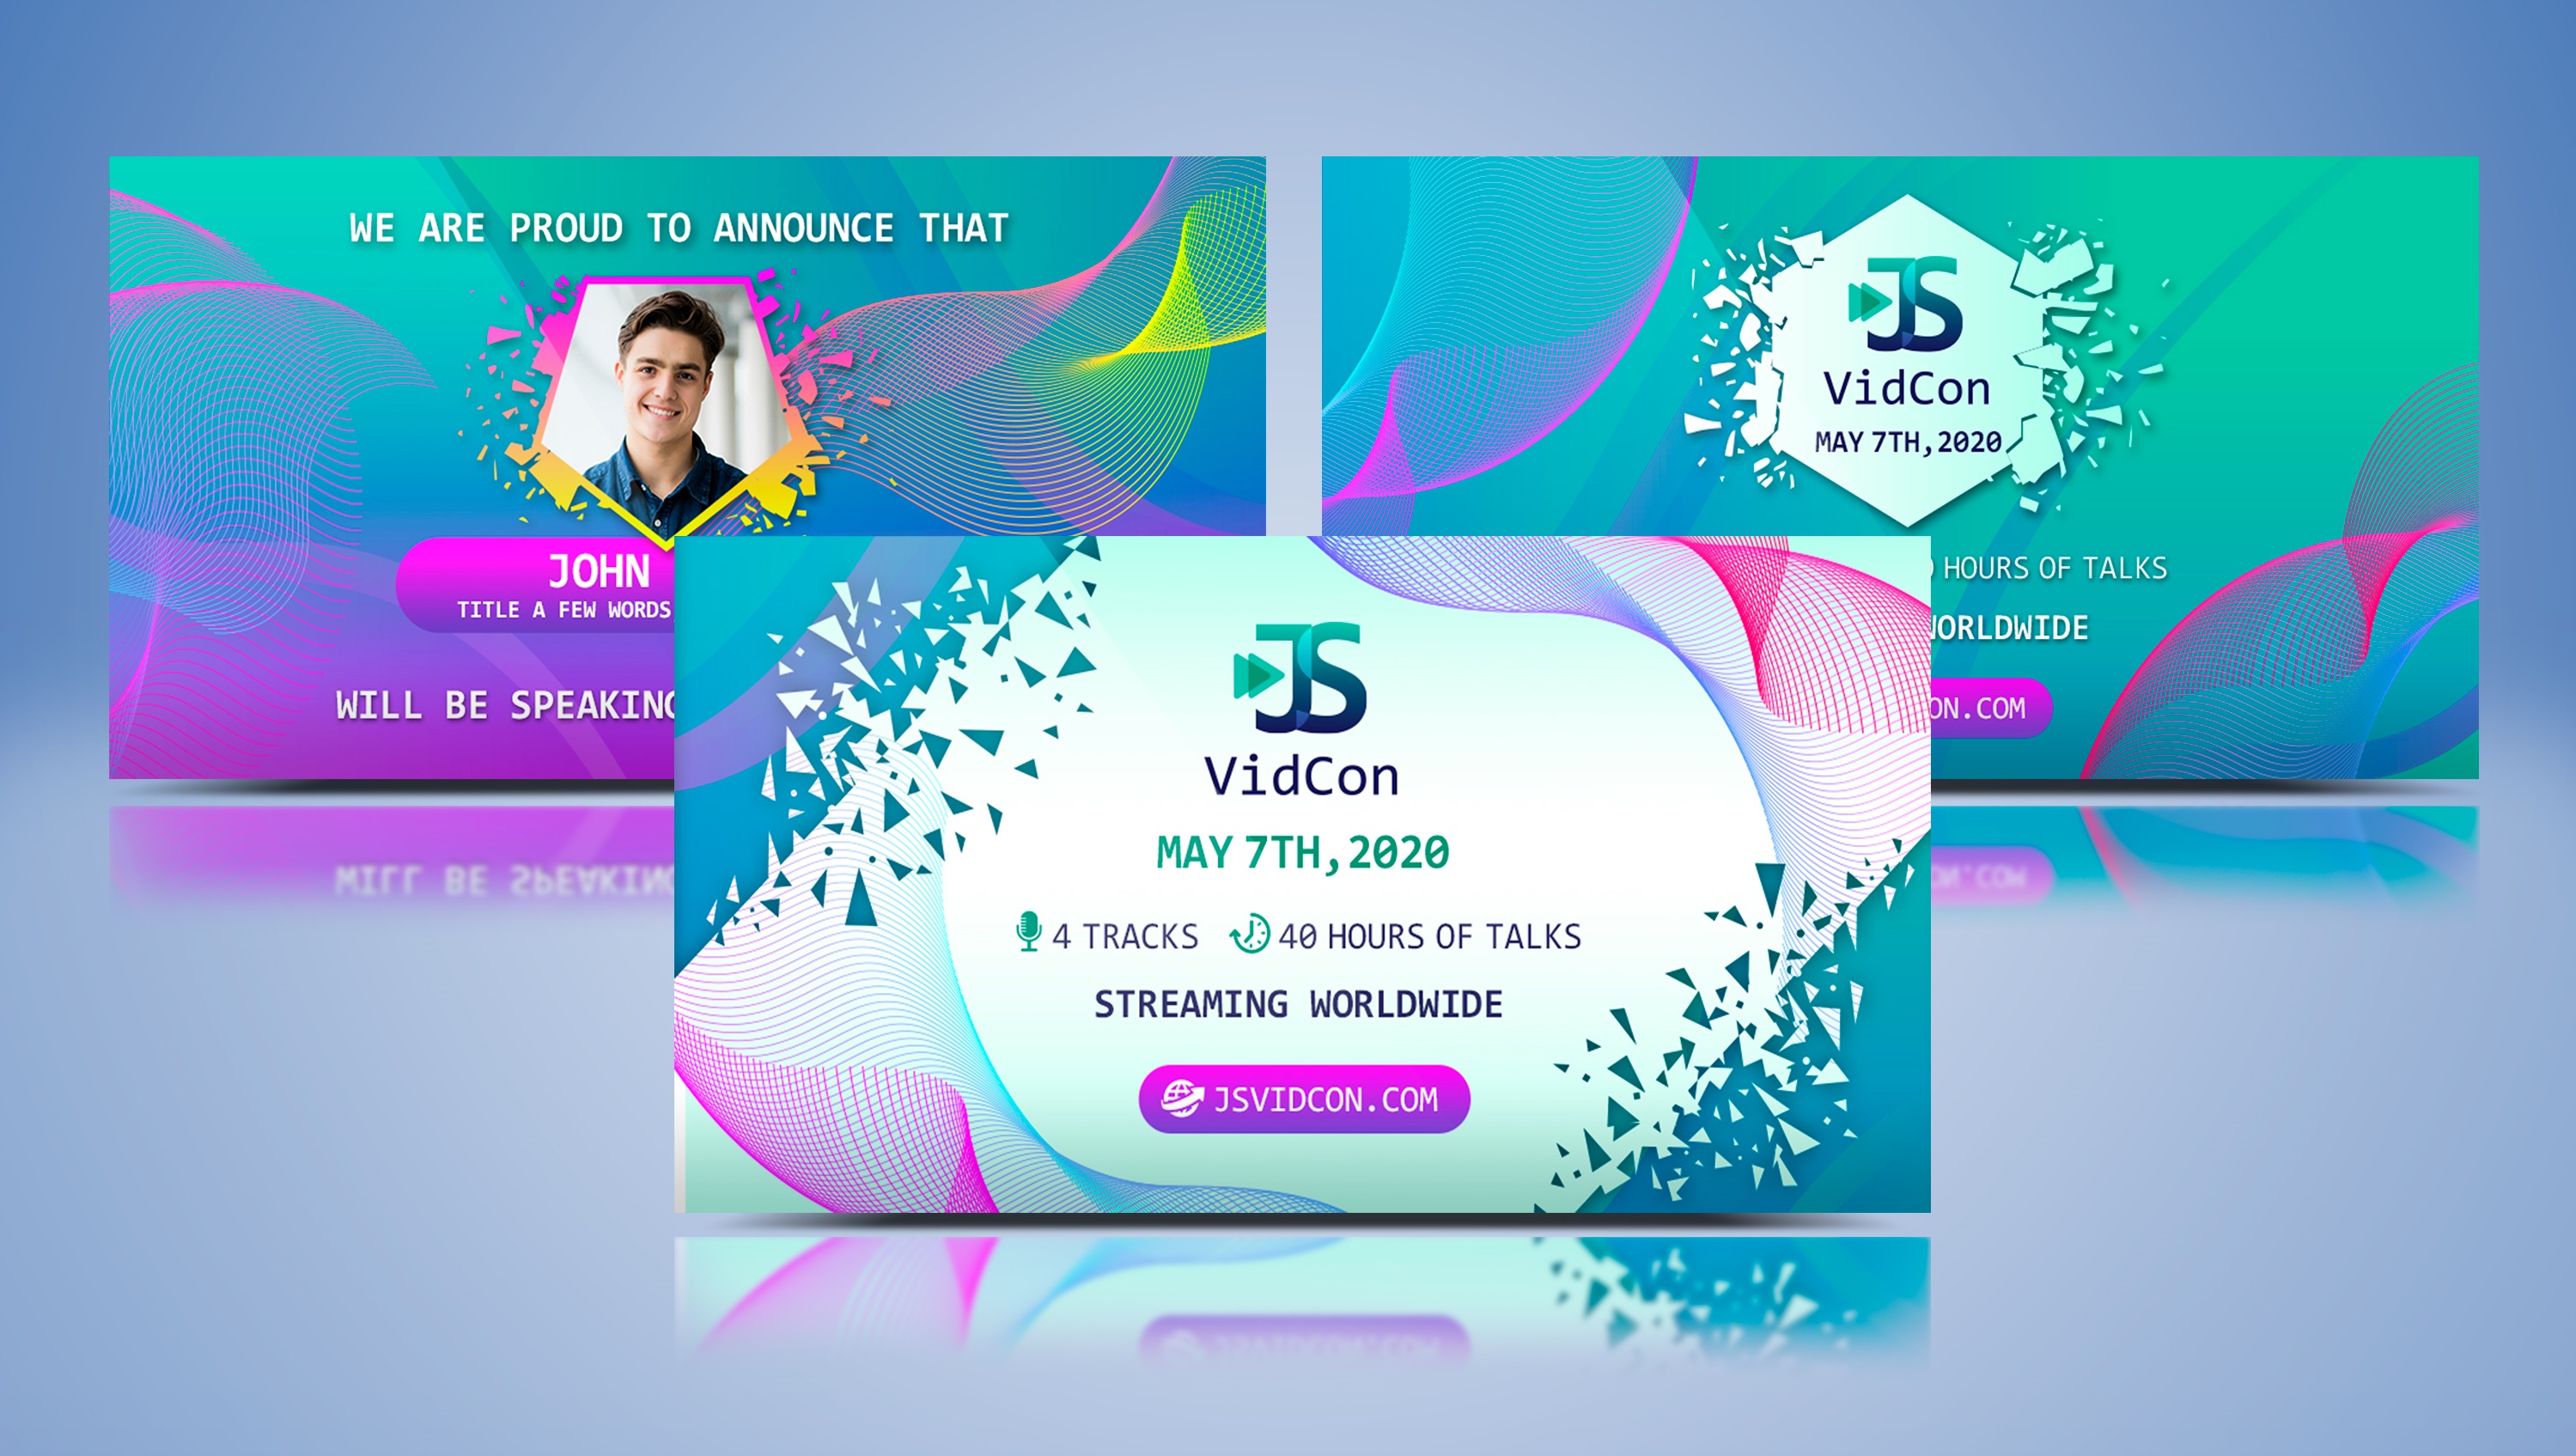 WE ARE PROUD TO ANNOUNCE THAT
JOHN
TITLE A FEW WORDS
WILL BE SPEAKING
JS
VidCon
MAY 7TH,2020
HOURS OF TALKS
WORLDWIDE
ON.COM
JS
VidCon
MAY 7TH,2020
4 TRACKS 40 HOURS OF TALKS
STREAMING WORLDWIDE
JSVIDCON.COM